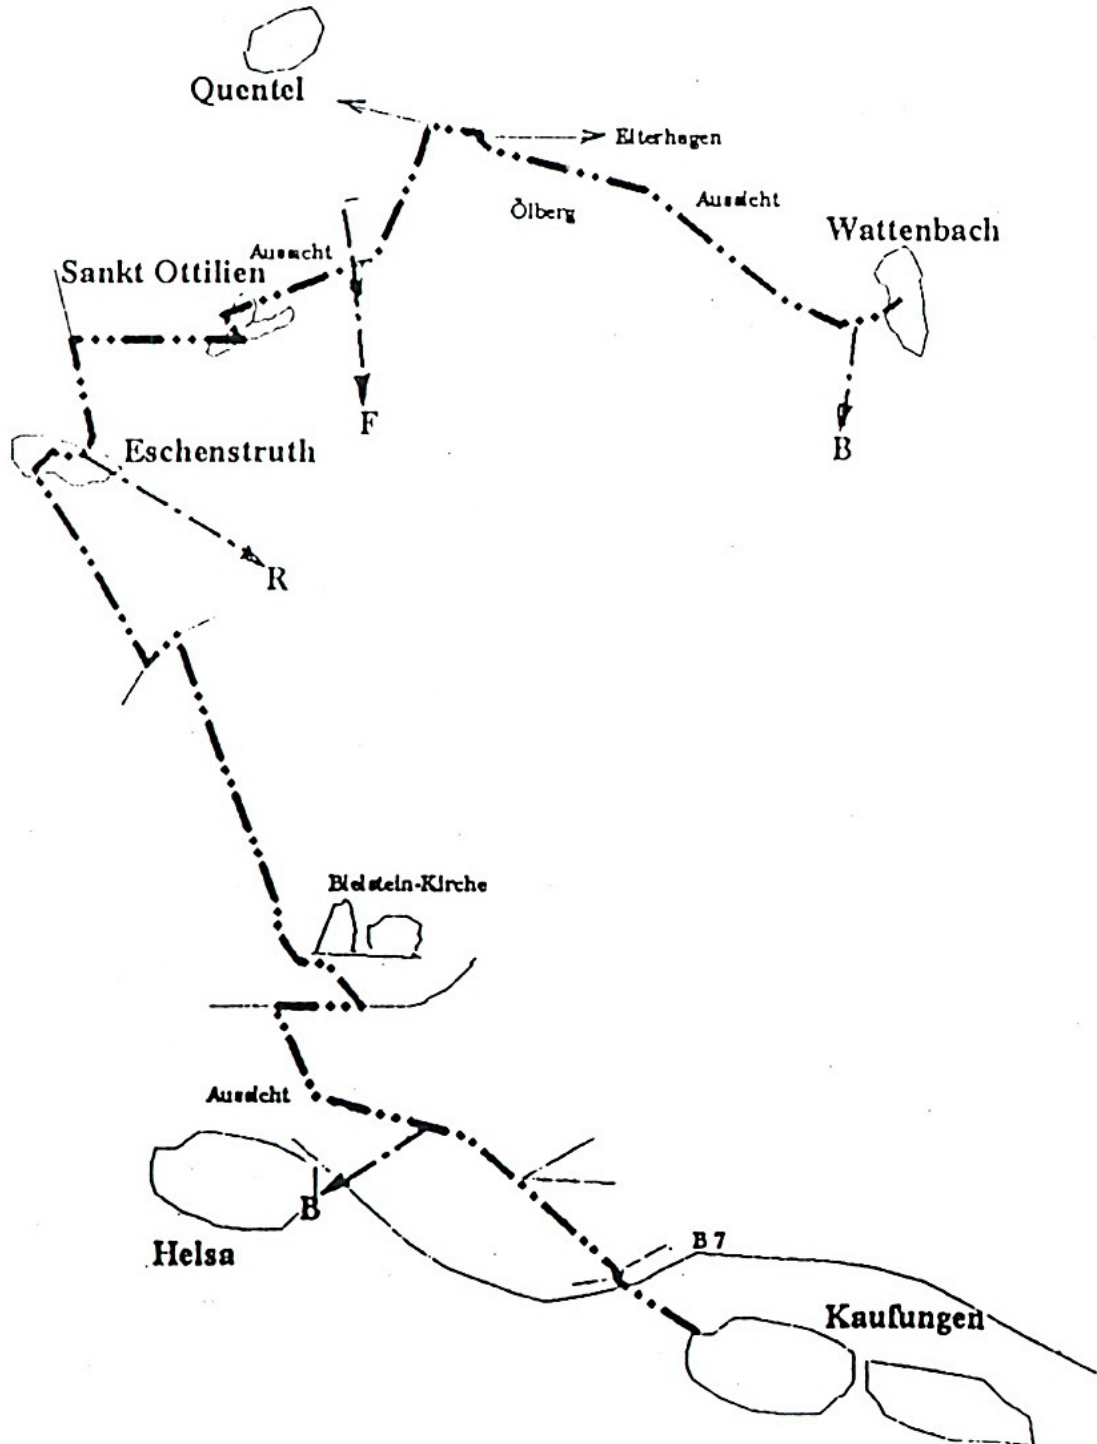 Quentel
Elterhagen
Ölberg
Aussicht
Wattenbach
Aussicht
Sankt Ottilien
F
B
Eschenstruth
R
Bielstein-Kirche
Aussicht
B
Helsa
B 7
Kaufungen